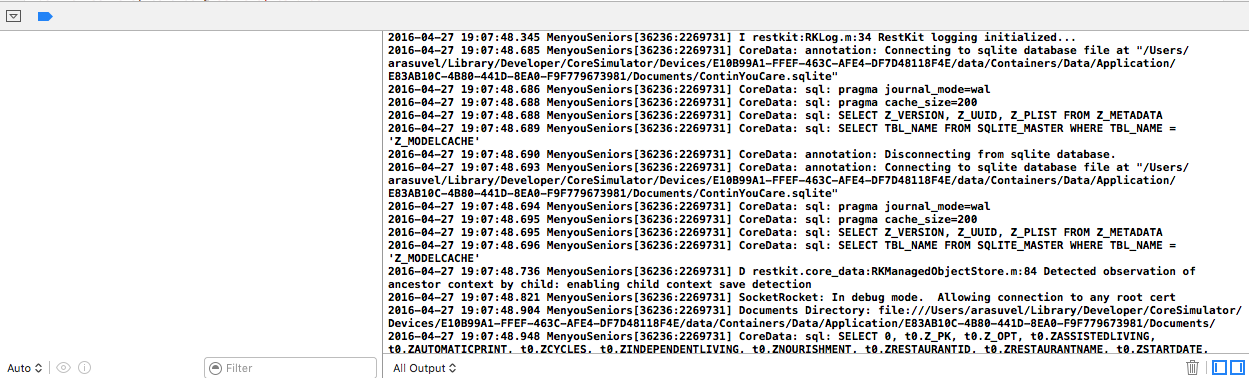 2016-04-27 19:07:48.345 MenyouSeniors[36236:2269731] I restkit:RKLog.m:34 RestKit logging initialized...
2016-04-27 19:07:48.685 MenyouSeniors[36236:2269731] CoreData: annotation: Connecting to sqlite database file at "/Users/
arasuvel/Library/Developer/CoreSimulator/Devices/E10B99A1-FFEF-463C-AFE4-DF7D48118F4E/data/Containers/Data/Application/
E83AB10C-4B80-441D-8EA0-F9F779673981/Documents/ContinYouCare.sqlite"
2016-04-27 19:07:48.686 MenyouSeniors[36236:2269731] CoreData: sql: pragma journal_mode=wal
2016-04-27 19:07:48.688 MenyouSeniors[36236:2269731] CoreData: sql: pragma cache_size=200
2016-04-27 19:07:48.688 MenyouSeniors[36236:2269731] CoreData: sql: SELECT Z_VERSION, Z_UUID, Z_PLIST FROM Z_METADATA
2016-04-27 19:07:48.689 MenyouSeniors[36236:2269731] CoreData: sql: SELECT TBL_NAME FROM SQLITE_MASTER WHERE TBL_NAME =
'Z_MODELCACHE'
2016-04-27 19:07:48.690 MenyouSeniors[36236:2269731] CoreData: annotation: Disconnecting from sqlite database.
2016-04-27 19:07:48.693 MenyouSeniors[36236:2269731] CoreData: annotation: Connecting to sqlite database file at "/Users/
arasuvel/Library/Developer/CoreSimulator/Devices/E10B99A1-FFEF-463C-AFE4-DF7D48118F4E/data/Containers/Data/Application/
E83AB10C-4B80-441D-8EA0-F9F779673981/Documents/ContinYouCare.sqlite"
2016-04-27 19:07:48.694 MenyouSeniors[36236:2269731] CoreData: sql: pragma journal_mode=wal
2016-04-27 19:07:48.695 MenyouSeniors[36236:2269731] CoreData: sql: pragma cache_size=200
2016-04-27 19:07:48.695 MenyouSeniors[36236:2269731] CoreData: sql: SELECT Z_VERSION, Z_UUID, Z_PLIST FROM Z_METADATA
2016-04-27 19:07:48.696 MenyouSeniors[36236:2269731] CoreData: sql: SELECT TBL_NAME FROM SQLITE_MASTER WHERE TBL_NAME =
'Z_MODELCACHE'
2016-04-27 19:07:48.736 MenyouSeniors[36236:2269731] D restkit.core_data:RKManagedObjectStore.m:84 Detected observation of
ancestor context by child: enabling child context save detection
2016-04-27 19:07:48.821 MenyouSeniors[36236:2269731] SocketRocket: In debug mode.  Allowing connection to any root cert
2016-04-27 19:07:48.904 MenyouSeniors[36236:2269731] Documents Directory: file:///Users/arasuvel/Library/Developer/CoreSimulator/
Devices/E10B99A1-FFEF-463C-AFE4-DF7D48118F4E/data/Containers/Data/Application/E83AB10C-4B80-441D-8EA0-F9F779673981/Documents/
2016-04-27 19:07:48.948 MenyouSeniors[36236:2269731] CoreData: sql: SELECT 0, t0.Z_PK, t0.Z_OPT, t0.ZASSISTEDLIVING,
t0.ZAUTOMATICPRINT, t0.ZCYCLES, t0.ZINDEPENDENTLIVING, t0.ZNOURISHMENT, t0.ZRESTAURANTID, t0.ZRESTAURANTNAME, t0.ZSTARTDATE,
Auto
Filter
All Output